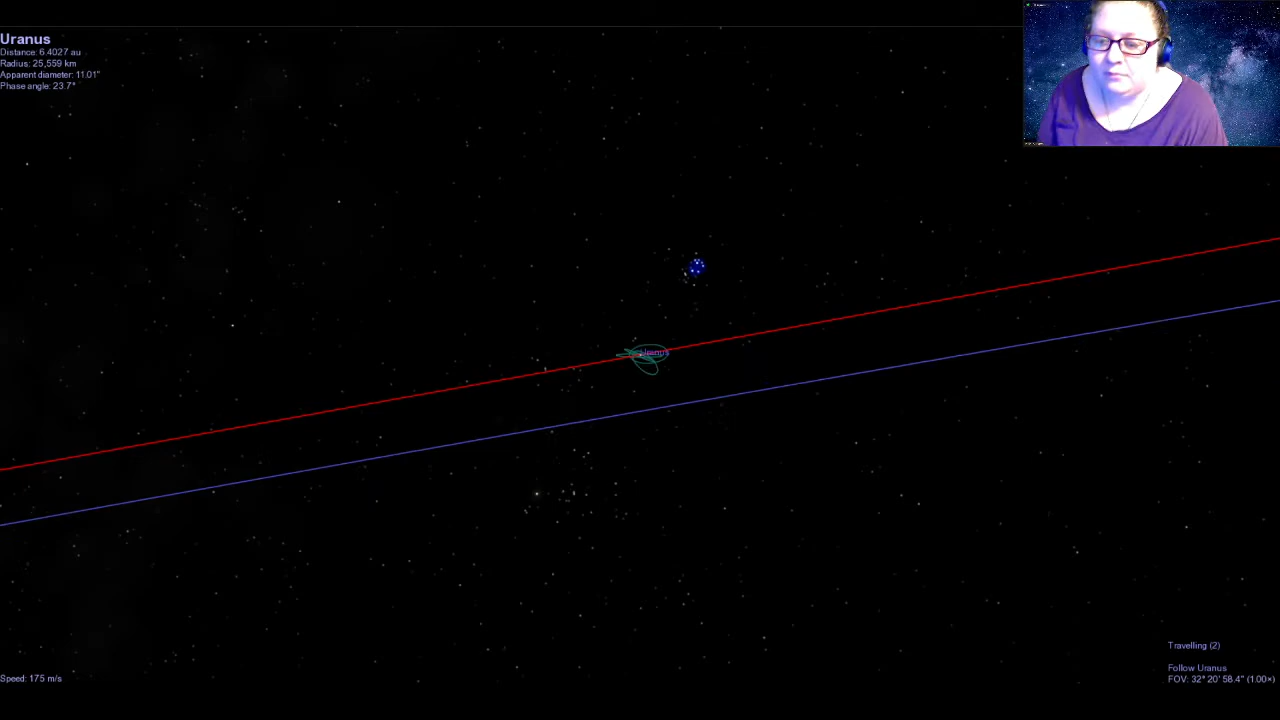 Uranus
Distance: 6.4027 au
Radius: 25,559 km
Apparent diameter: 11.01"
Phase angle: 23.7°
Uranus
Travelling (2)
Follow Uranus
Speed: 175 m/s
FOV: 32° 20' 58.4" (1.00×)